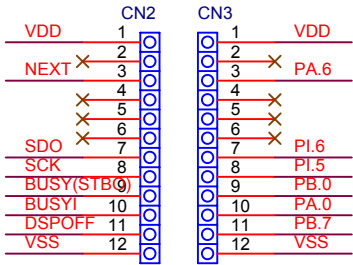 CN2 CN3
VDD 1 1 VDD
2 2
NEXT 3 3 PA.6
4 4
5 5
6 6
SDO 7 7 PI.6
SCK 8 8 PI.5
BUSY(STBO) 9 9 PB.0
BUSYI 10 10 PA.0
DSPOFF 11 11 PB.7
VSS 12 12 VSS